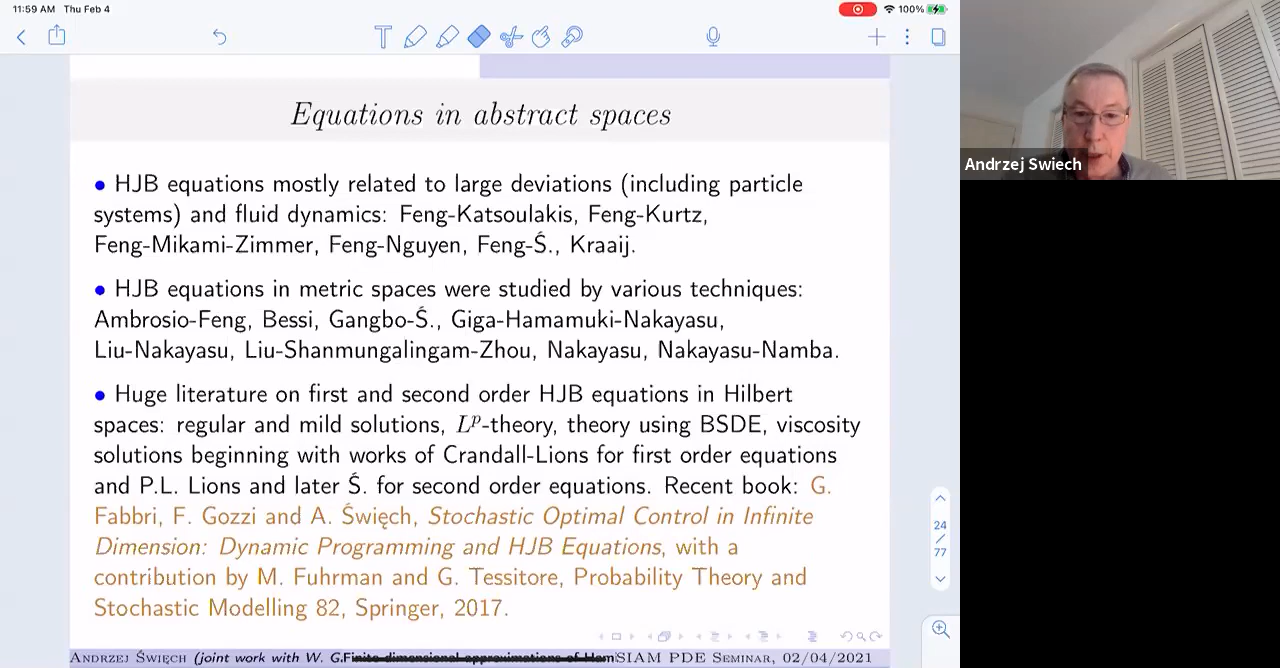 11:59 AM Thu Feb 4
100%
Equations in abstract spaces
• HJB equations mostly related to large deviations (including particle
systems) and fluid dynamics: Feng-Katsoulakis, Feng-Kurtz,
Feng-Mikami-Zimmer, Feng-Nguyen, Feng-Ś., Kraaij.
• HJB equations in metric spaces were studied by various techniques:
Ambrosio-Feng, Bessi, Gangbo-Ś., Giga-Hamamuki-Nakayasu,
Liu-Nakayasu, Liu-Shanmungalingam-Zhou, Nakayasu, Nakayasu-Namba.
• Huge literature on first and second order HJB equations in Hilbert
spaces: regular and mild solutions, Lᵖ-theory, theory using BSDE, viscosity
solutions beginning with works of Crandall-Lions for first order equations
and P.L. Lions and later Ś. for second order equations. Recent book: G.
Fabbri, F. Gozzi and A. Święch, Stochastic Optimal Control in Infinite
Dimension: Dynamic Programming and HJB Equations, with a
contribution by M. Fuhrman and G. Tessitore, Probability Theory and
Stochastic Modelling 82, Springer, 2017.
Andrzej Święch (joint work with W. G. Finite dimensional approximations of Ham SIAM PDE Seminar, 02/04/2021
24
/
77
Andrzej Swiech